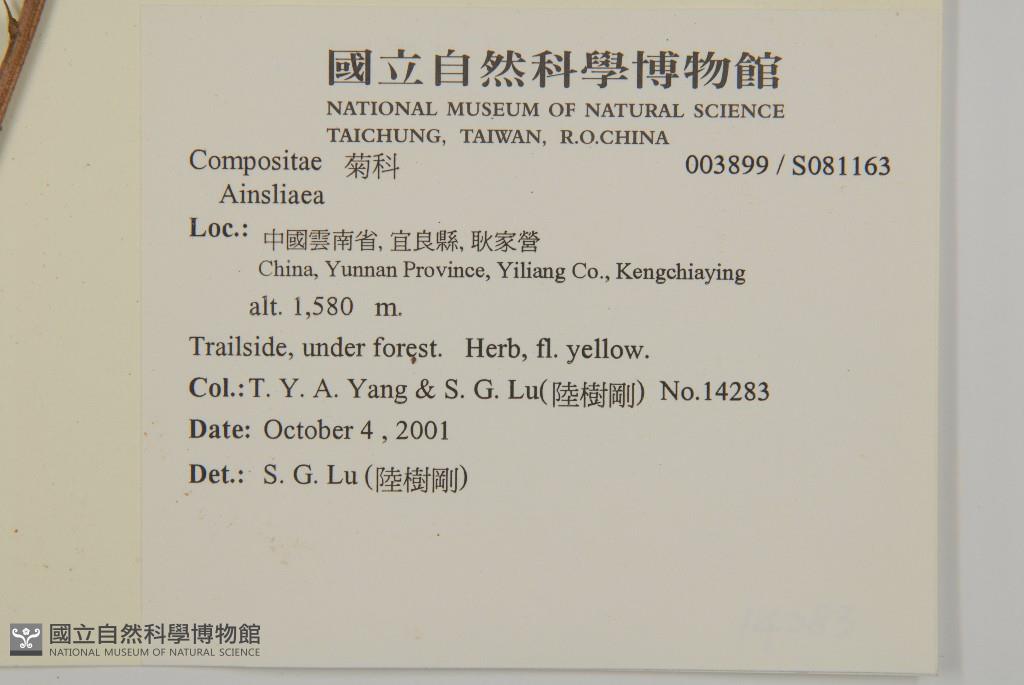 國立自然科學博物館
NATIONAL MUSEUM OF NATURAL SCIENCE
TAICHUNG, TAIWAN, R.O.CHINA
Compositae 菊科 003899 / S081163
Ainsliaea
Loc.: 中國雲南省, 宜良縣, 耿家營
China, Yunnan Province, Yiliang Co., Kengchiaying
alt. 1,580 m.
Trailside, under forest. Herb, fl. yellow.
Col.: T. Y. A. Yang & S. G. Lu(陸樹剛) No.14283
Date: October 4 , 2001
Det.: S. G. Lu (陸樹剛)
14283
國立自然科學博物館
NATIONAL MUSEUM OF NATURAL SCIENCE